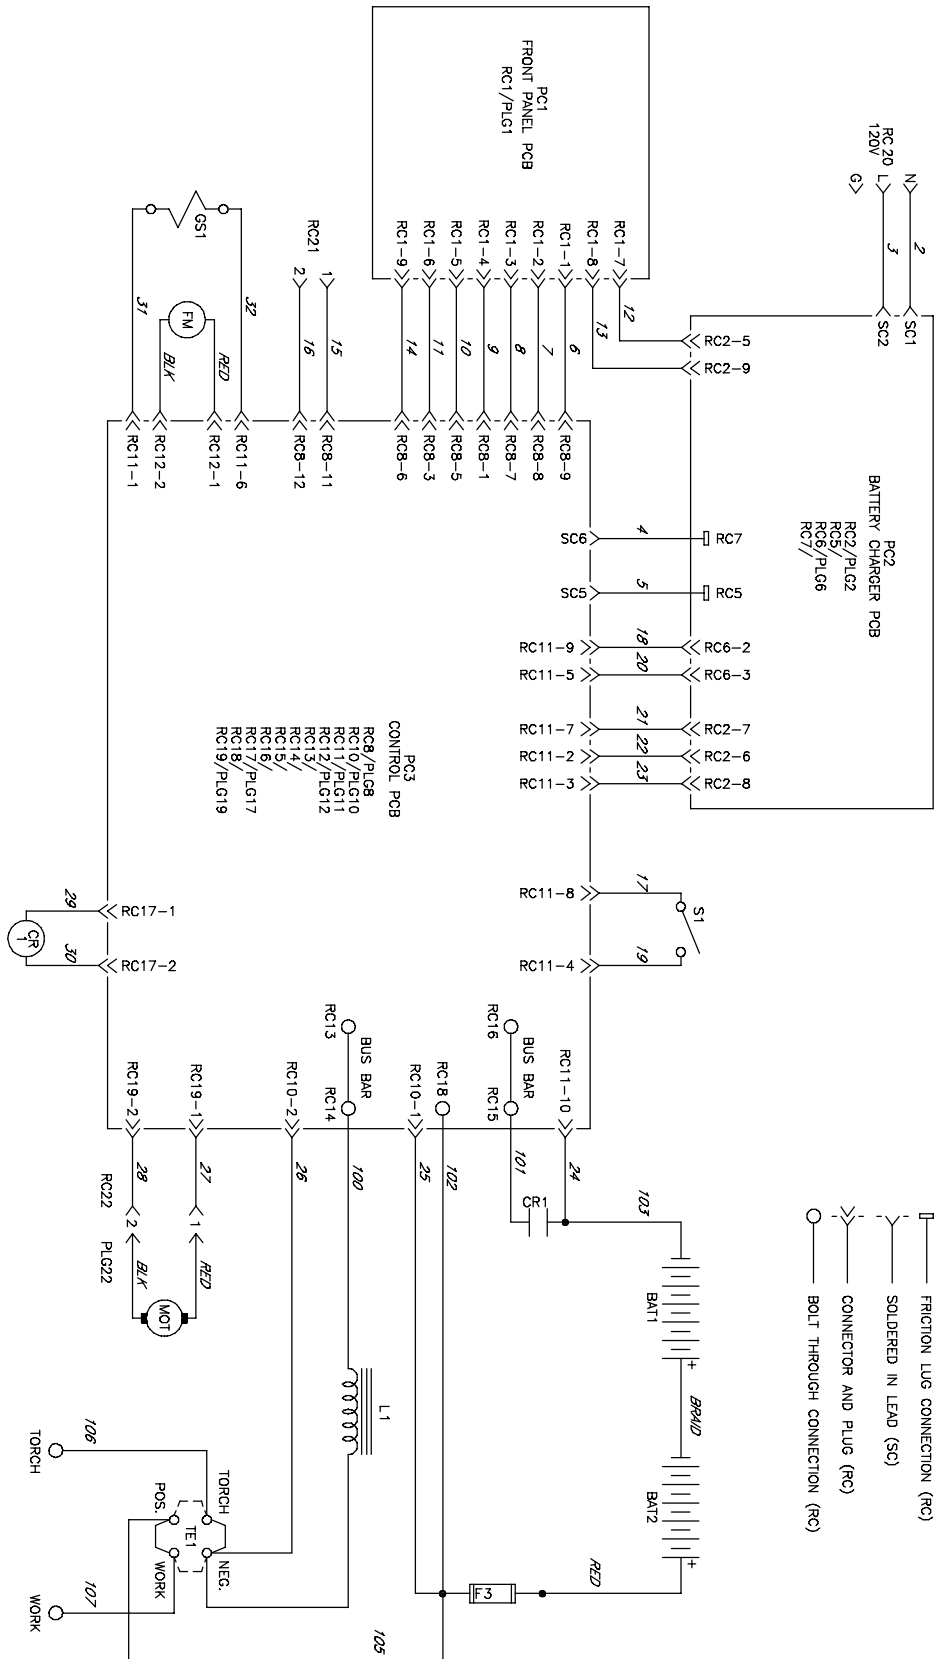 N
RC 20 L
120V
G
2
3
SC1
SC2
PC1
FRONT PANEL PCB
RC1/PLG1
RC1-7
RC1-8
RC1-1
RC1-2
RC1-3
RC1-4
RC1-5
RC1-6
RC1-9
12
13
6
7
8
9
10
11
14
RC2-5
RC2-9
RC8-9
RC8-8
RC8-7
RC8-1
RC8-5
RC8-3
RC8-6
RC21
1
2
15
16
RC8-11
RC8-12
GS1
32
31
FM
RED
BLK
RC11-6
RC12-1
RC12-2
RC11-1
PC2
BATTERY CHARGER PCB
RC2/PLG2
RC5/
RC6/PLG6
RC7/
SC6
4
RC7
SC5
5
RC5
RC11-9
18
RC6-2
RC11-5
20
RC6-3
RC11-7
21
RC2-7
RC11-2
22
RC2-6
RC11-3
23
RC2-8
PC3
CONTROL PCB
RC8/PLG8
RC10/PLG10
RC11/PLG11
RC12/PLG12
RC13/
RC14/
RC15/
RC16/
RC17/PLG17
RC18/
RC19/PLG19
RC11-8
17
S1
RC11-4
19
29
RC17-1
CR
1
30
RC17-2
RC11-10
24
RC16
BUS BAR
RC15
101
CR1
103
RC18
102
RC10-1
25
RC13
BUS BAR
RC14
100
RC10-2
26
RC19-1
27
1
RED
RC19-2
28
2
BLK
RC22
PLG22
MOT
BAT1
+
BRAID
BAT2
+
RED
F3
L1
105
106
TORCH
TORCH
POS.
TE1
NEG.
WORK
107
WORK
FRICTION LUG CONNECTION (RC)
SOLDERED IN LEAD (SC)
CONNECTOR AND PLUG (RC)
BOLT THROUGH CONNECTION (RC)